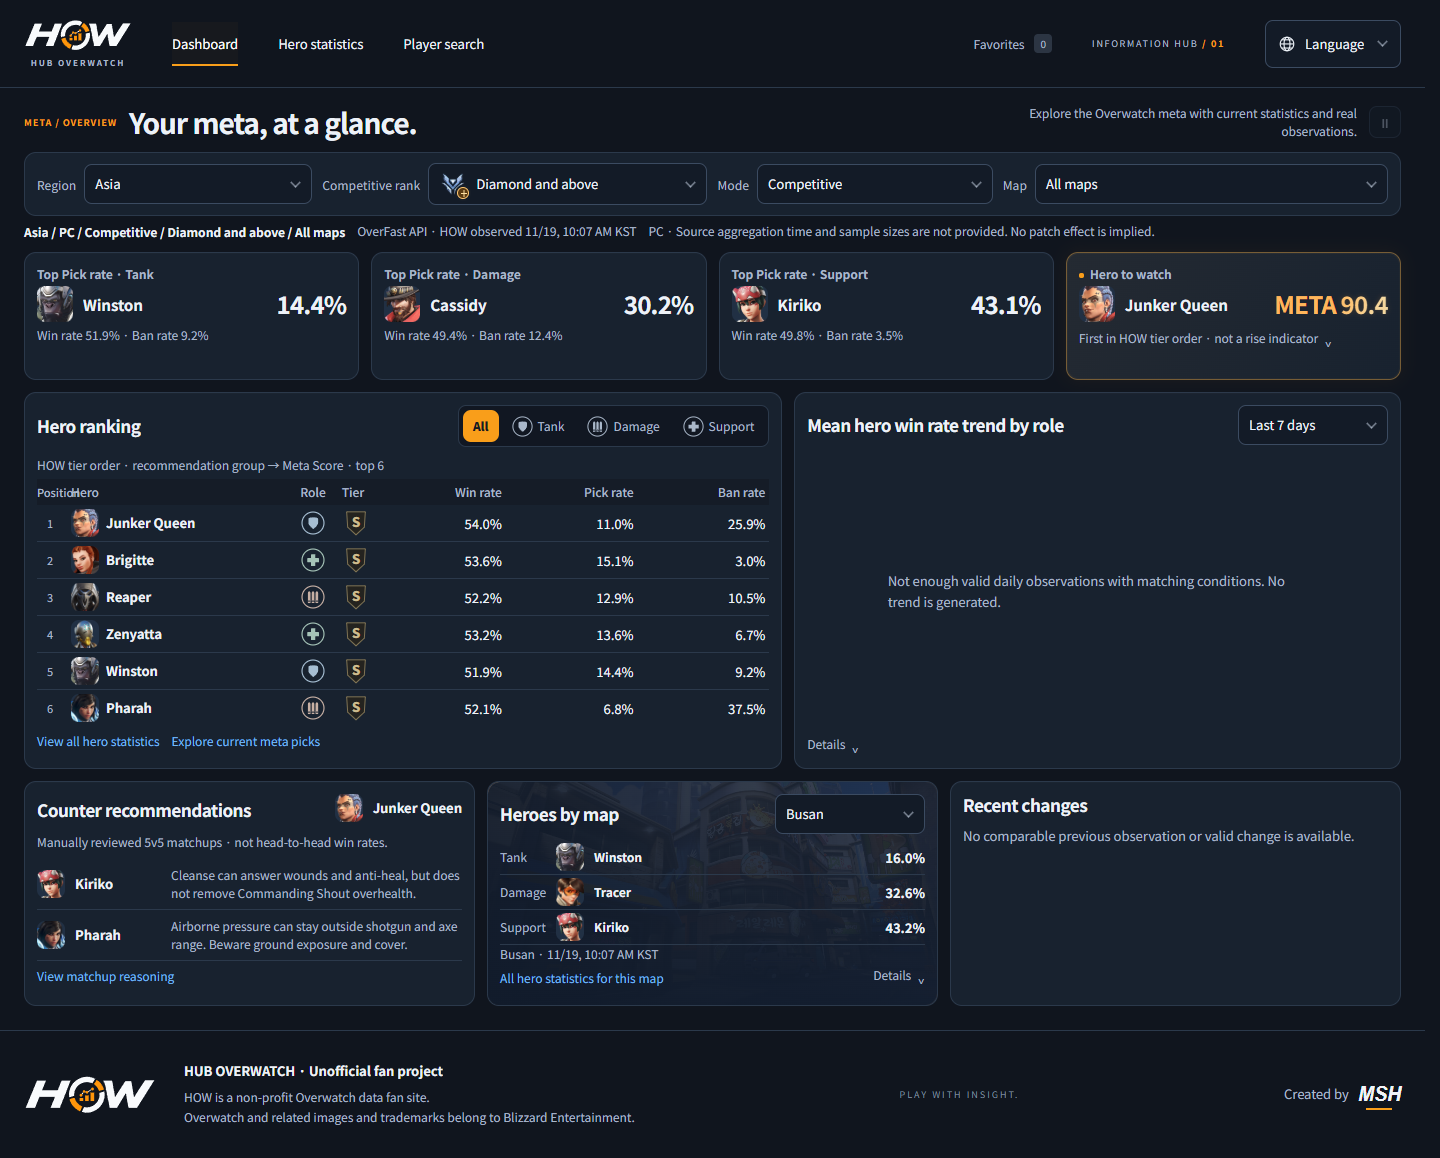 HOW
HUB OVERWATCH
Dashboard
Hero statistics
Player search
Favorites 0
INFORMATION HUB / 01
Language
META / OVERVIEW
Your meta, at a glance.
Explore the Overwatch meta with current statistics and real
observations.
Region
Asia
Competitive rank
Diamond and above
Mode
Competitive
Map
All maps
Asia / PC / Competitive / Diamond and above / All maps
OverFast API · HOW observed 11/19, 10:07 AM KST
PC · Source aggregation time and sample sizes are not provided. No patch effect is implied.
Top Pick rate · Tank
Winston 14.4%
Win rate 51.9% · Ban rate 9.2%
Top Pick rate · Damage
Cassidy 30.2%
Win rate 49.4% · Ban rate 12.4%
Top Pick rate · Support
Kiriko 43.1%
Win rate 49.8% · Ban rate 3.5%
Hero to watch
Junker Queen META 90.4
First in HOW tier order · not a rise indicator
Hero ranking
All Tank Damage Support
HOW tier order · recommendation group → Meta Score · top 6
Position Hero Role Tier Win rate Pick rate Ban rate
1 Junker Queen S 54.0% 11.0% 25.9%
2 Brigitte S 53.6% 15.1% 3.0%
3 Reaper S 52.2% 12.9% 10.5%
4 Zenyatta S 53.2% 13.6% 6.7%
5 Winston S 51.9% 14.4% 9.2%
6 Pharah S 52.1% 6.8% 37.5%
View all hero statistics Explore current meta picks
Mean hero win rate trend by role
Last 7 days
Not enough valid daily observations with matching conditions. No
trend is generated.
Details
Counter recommendations
Junker Queen
Manually reviewed 5v5 matchups · not head-to-head win rates.
Kiriko
Cleanse can answer wounds and anti-heal, but does
not remove Commanding Shout overhealth.
Pharah
Airborne pressure can stay outside shotgun and axe
range. Beware ground exposure and cover.
View matchup reasoning
Heroes by map
Busan
Tank Winston 16.0%
Damage Tracer 32.6%
Support Kiriko 43.2%
Busan · 11/19, 10:07 AM KST
All hero statistics for this map
Details
Recent changes
No comparable previous observation or valid change is available.
HOW
HUB OVERWATCH · Unofficial fan project
HOW is a non-profit Overwatch data fan site.
Overwatch and related images and trademarks belong to Blizzard Entertainment.
PLAY WITH INSIGHT.
Created by MSH